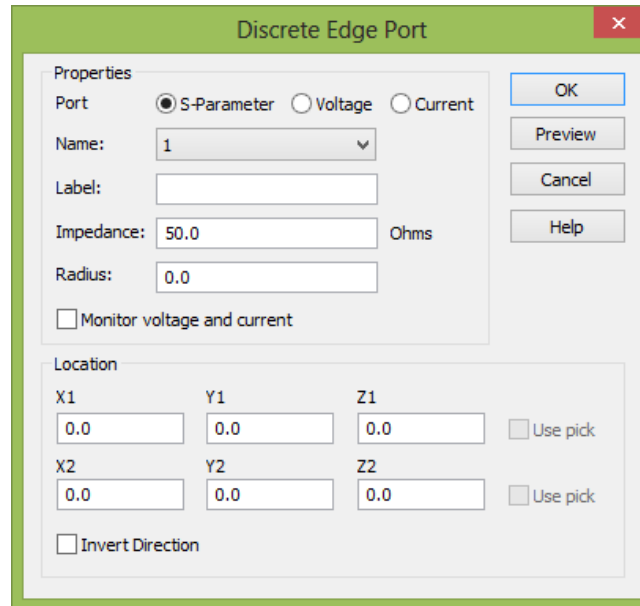 Discrete Edge Port
Properties
Port S-Parameter Voltage Current
Name: 1
Label:
Impedance: 50.0 Ohms
Radius: 0.0
Monitor voltage and current
OK
Preview
Cancel
Help
Location
X1 Y1 Z1
0.0 0.0 0.0 Use pick
X2 Y2 Z2
0.0 0.0 0.0 Use pick
Invert Direction